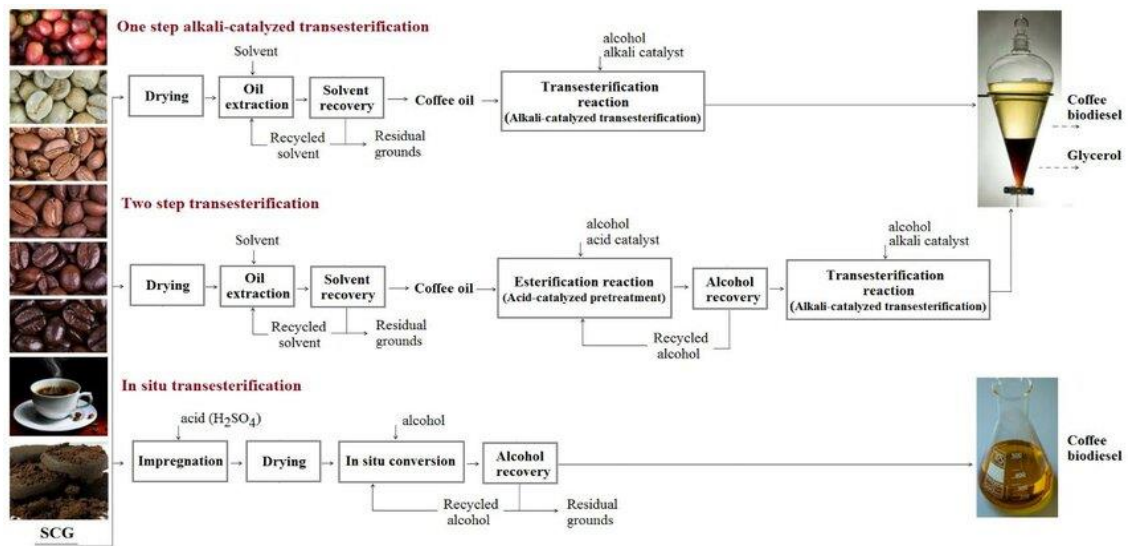 One step alkali-catalyzed transesterification
Solvent
alcohol
alkali catalyst
Drying
Oil
extraction
Solvent
recovery
Coffee oil
Transesterification
reaction
(Alkali-catalyzed transesterification)
Recycled
solvent
Residual
grounds
Coffee
biodiesel
Glycerol
Two step transesterification
Solvent
alcohol
acid catalyst
alcohol
alkali catalyst
Drying
Oil
extraction
Solvent
recovery
Coffee oil
Esterification reaction
(Acid-catalyzed pretreatment)
Alcohol
recovery
Transesterification
reaction
(Alkali-catalyzed transesterification)
Recycled
solvent
Residual
grounds
Recycled
alcohol
In situ transesterification
acid (H2SO4)
alcohol
Impregnation
Drying
In situ conversion
Alcohol
recovery
Recycled
alcohol
Residual
grounds
Coffee
biodiesel
SCG